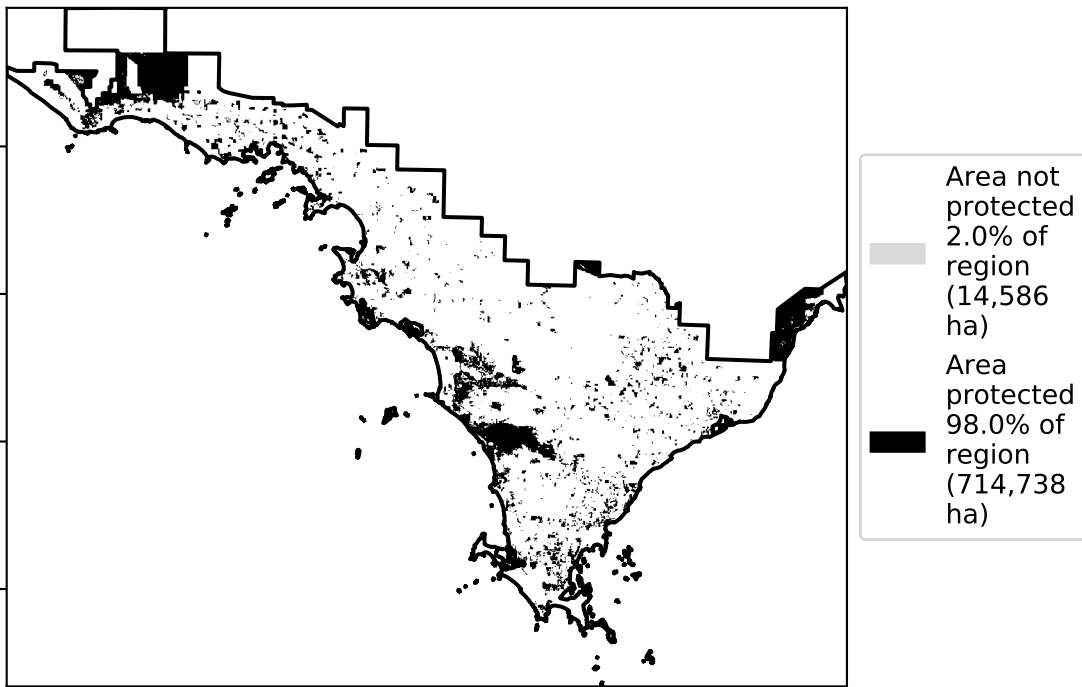 Area not
protected
2.0% of
region
(14,586
ha)
Area
protected
98.0% of
region
(714,738
ha)